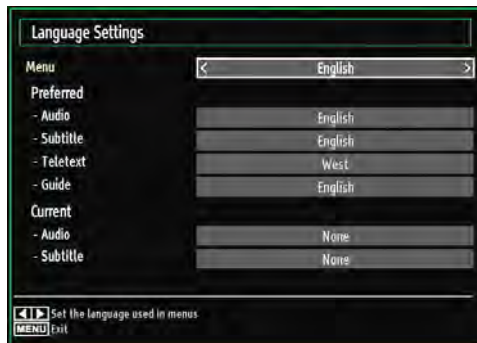 Language Settings
Menu < English >
Preferred
- Audio English
- Subtitle English
- Teletext West
- Guide English
Current
- Audio None
- Subtitle None
Set the language used in menus
MENU Exit